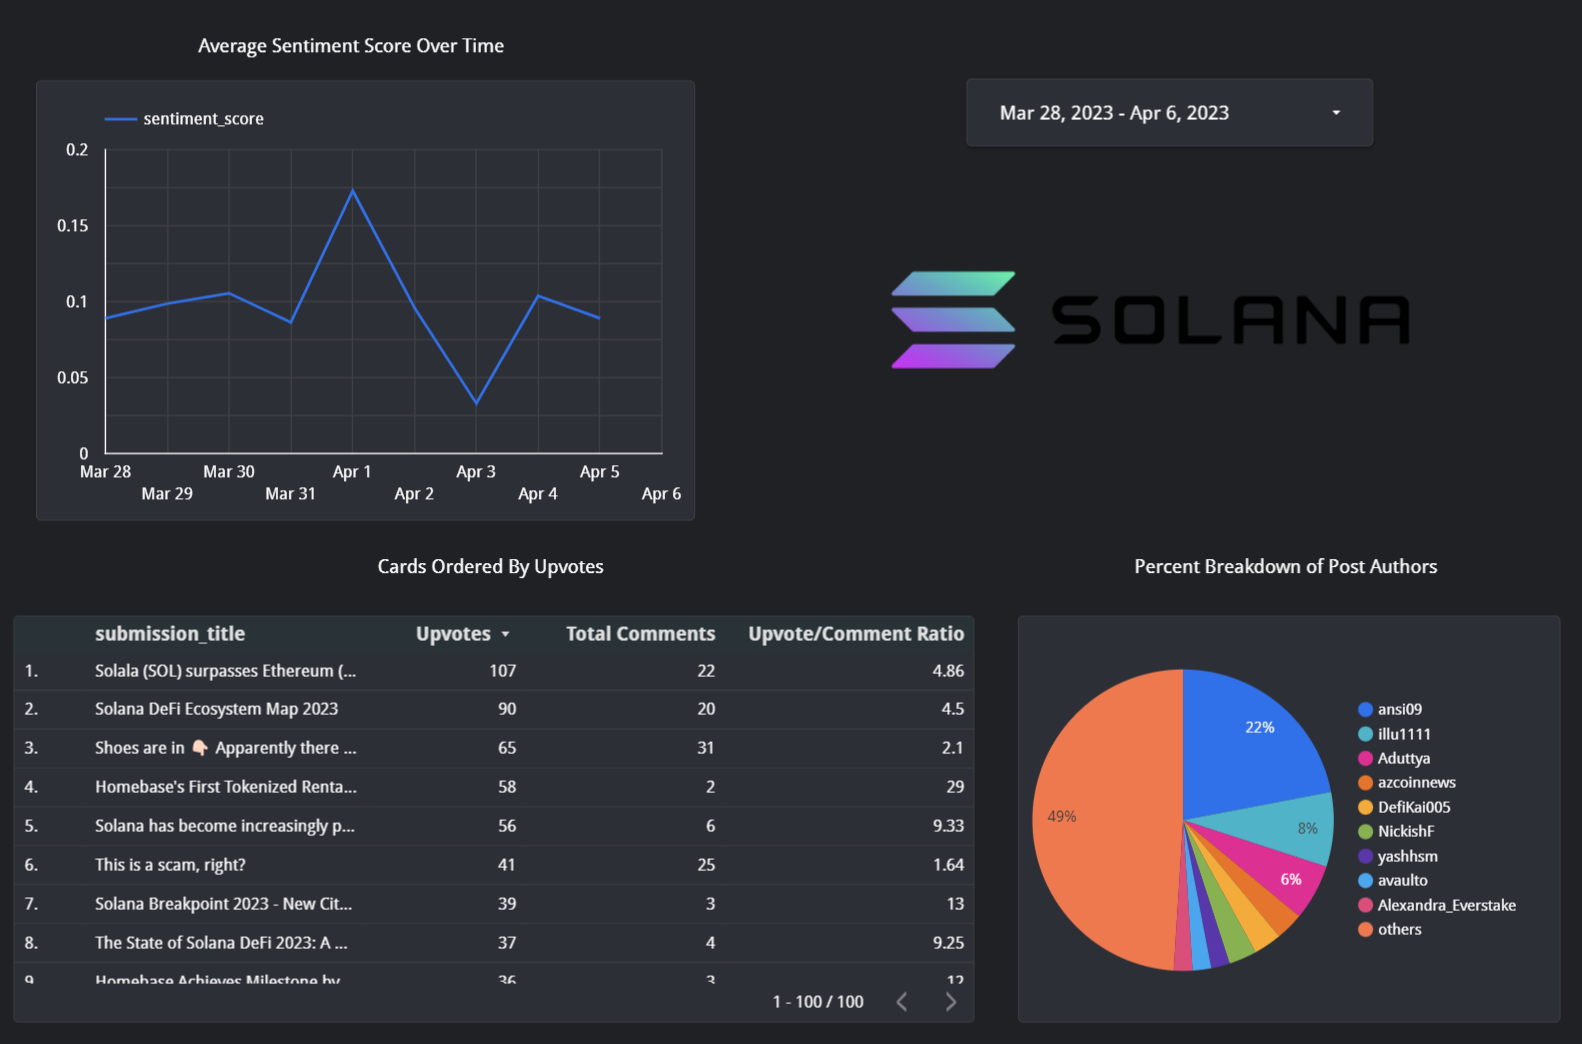 Average Sentiment Score Over Time
sentiment_score
0.2
0.15
0.1
0.05
0
Mar 28 Mar 30 Apr 1 Apr 3 Apr 5
Mar 29 Mar 31 Apr 2 Apr 4 Apr 6
Mar 28, 2023 - Apr 6, 2023
SOLANA
Cards Ordered By Upvotes
submission_title Upvotes Total Comments Upvote/Comment Ratio
1. Solala (SOL) surpasses Ethereum (... 107 22 4.86
2. Solana DeFi Ecosystem Map 2023 90 20 4.5
3. Shoes are in 👇🏻 Apparently there ... 65 31 2.1
4. Homebase's First Tokenized Renta... 58 2 29
5. Solana has become increasingly p... 56 6 9.33
6. This is a scam, right? 41 25 1.64
7. Solana Breakpoint 2023 - New Cit... 39 3 13
8. The State of Solana DeFi 2023: A ... 37 4 9.25
9. Homebase Achieves Milestone by 36 3 12
1 - 100 / 100
Percent Breakdown of Post Authors
22%
8%
6%
49%
ansi09
illu1111
Aduttya
azcoinnews
DefiKai005
NickishF
yashhsm
avaulto
Alexandra_Everstake
others